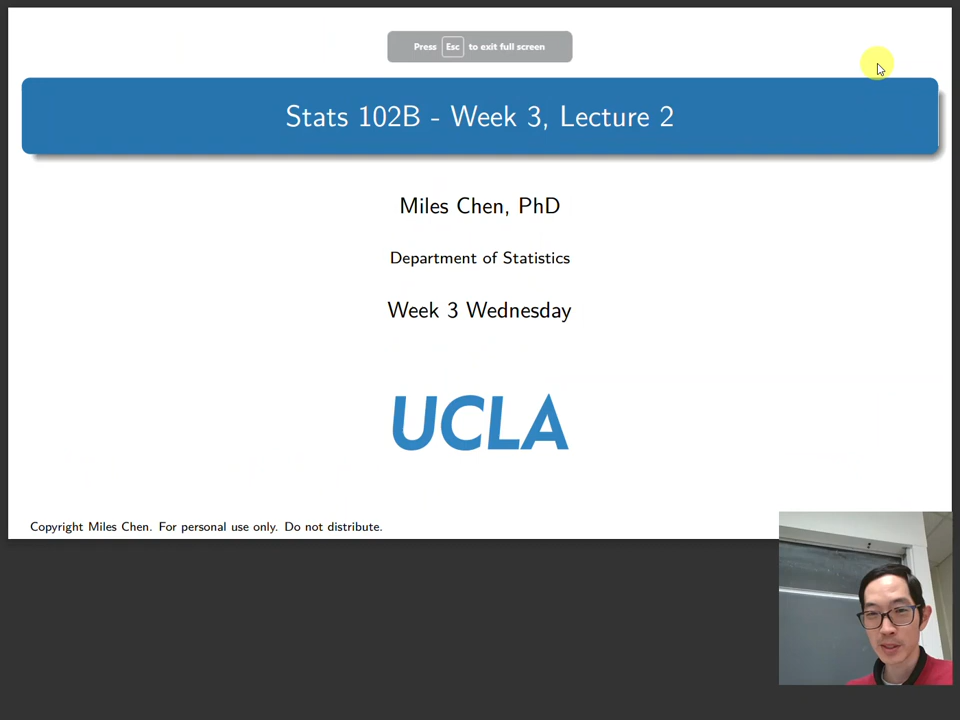 Press Esc to exit full screen
Stats 102B - Week 3, Lecture 2
Miles Chen, PhD
Department of Statistics
Week 3 Wednesday
UCLA
Copyright Miles Chen. For personal use only. Do not distribute.